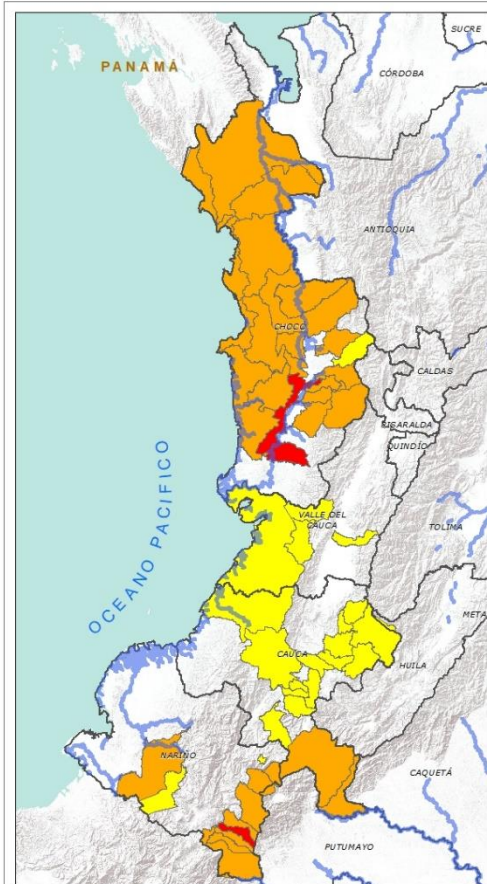 SUCRE
PANAMÁ
CÓRDOBA
ANTIOQUIA
CHOCÓ
CALDAS
RISARALDA
QUINDÍO
VALLE DEL
CAUCA
TOLIMA
OCEANO PACIFICO
META
CAUCA
HUILA
NARIÑO
CAQUETÁ
PUTUMAYO